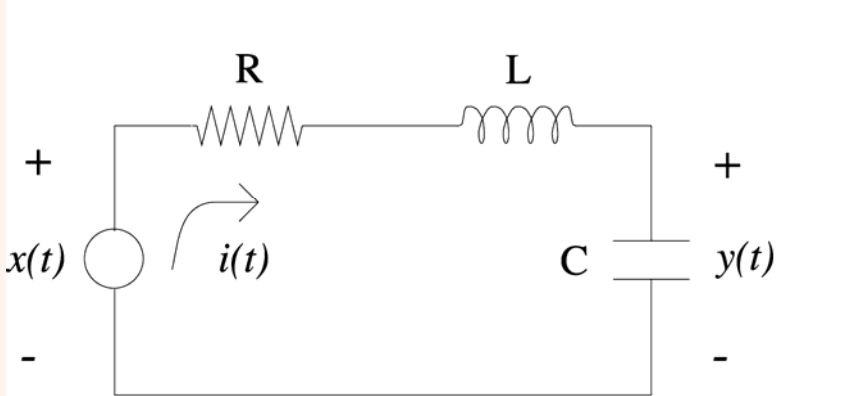 R L
+ +
x(t) i(t) C y(t)
- -